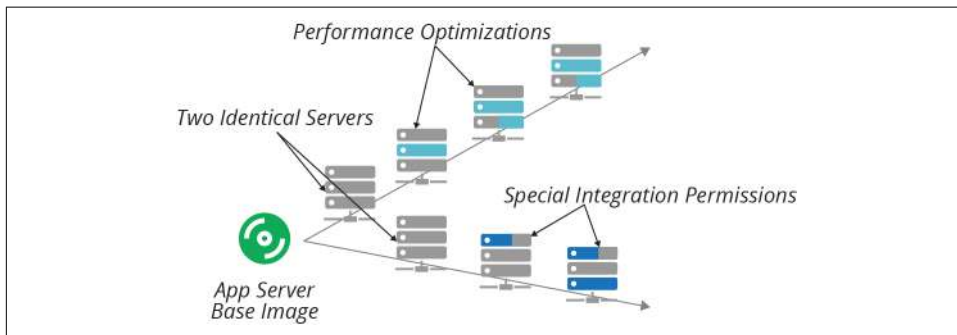 Performance Optimizations
Two Identical Servers
Special Integration Permissions
App Server
Base Image